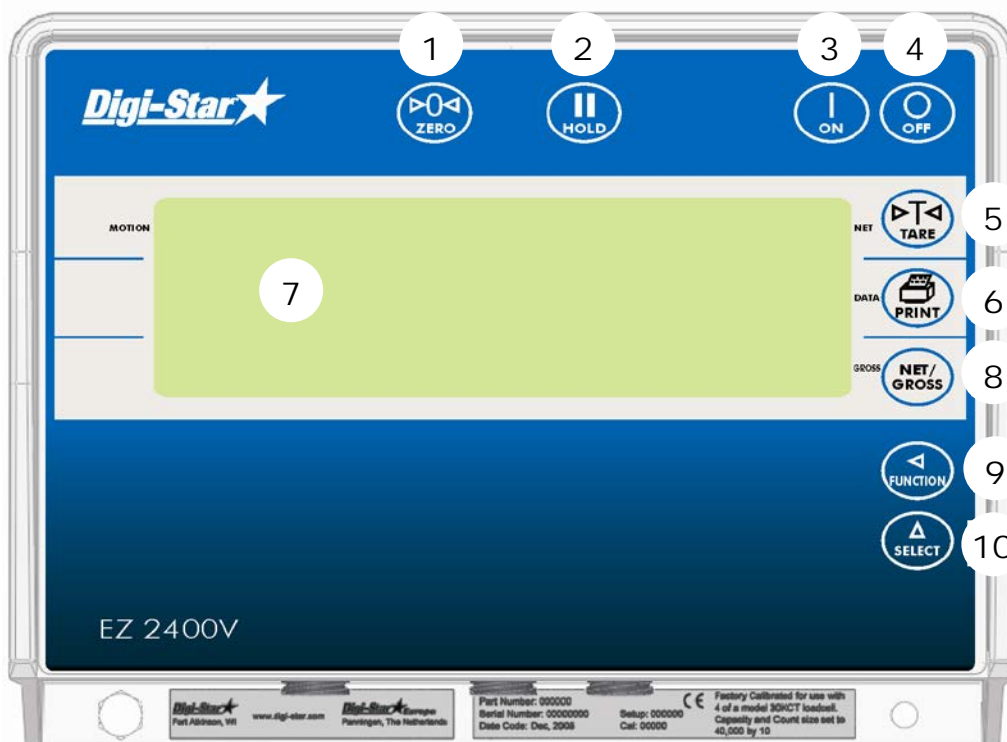 1 2 3 4
Digi-Star
▷0◁ ZERO
HOLD
ON
OFF
MOTION
NET
▷T◁ TARE
5
7
DATA
PRINT
6
GROSS
NET/
GROSS
8
FUNCTION
9
SELECT
10
EZ 2400V
Digi-Star
Fort Atkinson, WI
www.digi-star.com
Digi-Star Europe
Panningen, The Netherlands
Part Number: 000000
Serial Number: 00000000
Date Code: Dec, 2008
Setup: 000000
Cal: 00000
CE
Factory Calibrated for use with
4 of a model 30KCT loadcell.
Capacity and Count size set to
40,000 by 10